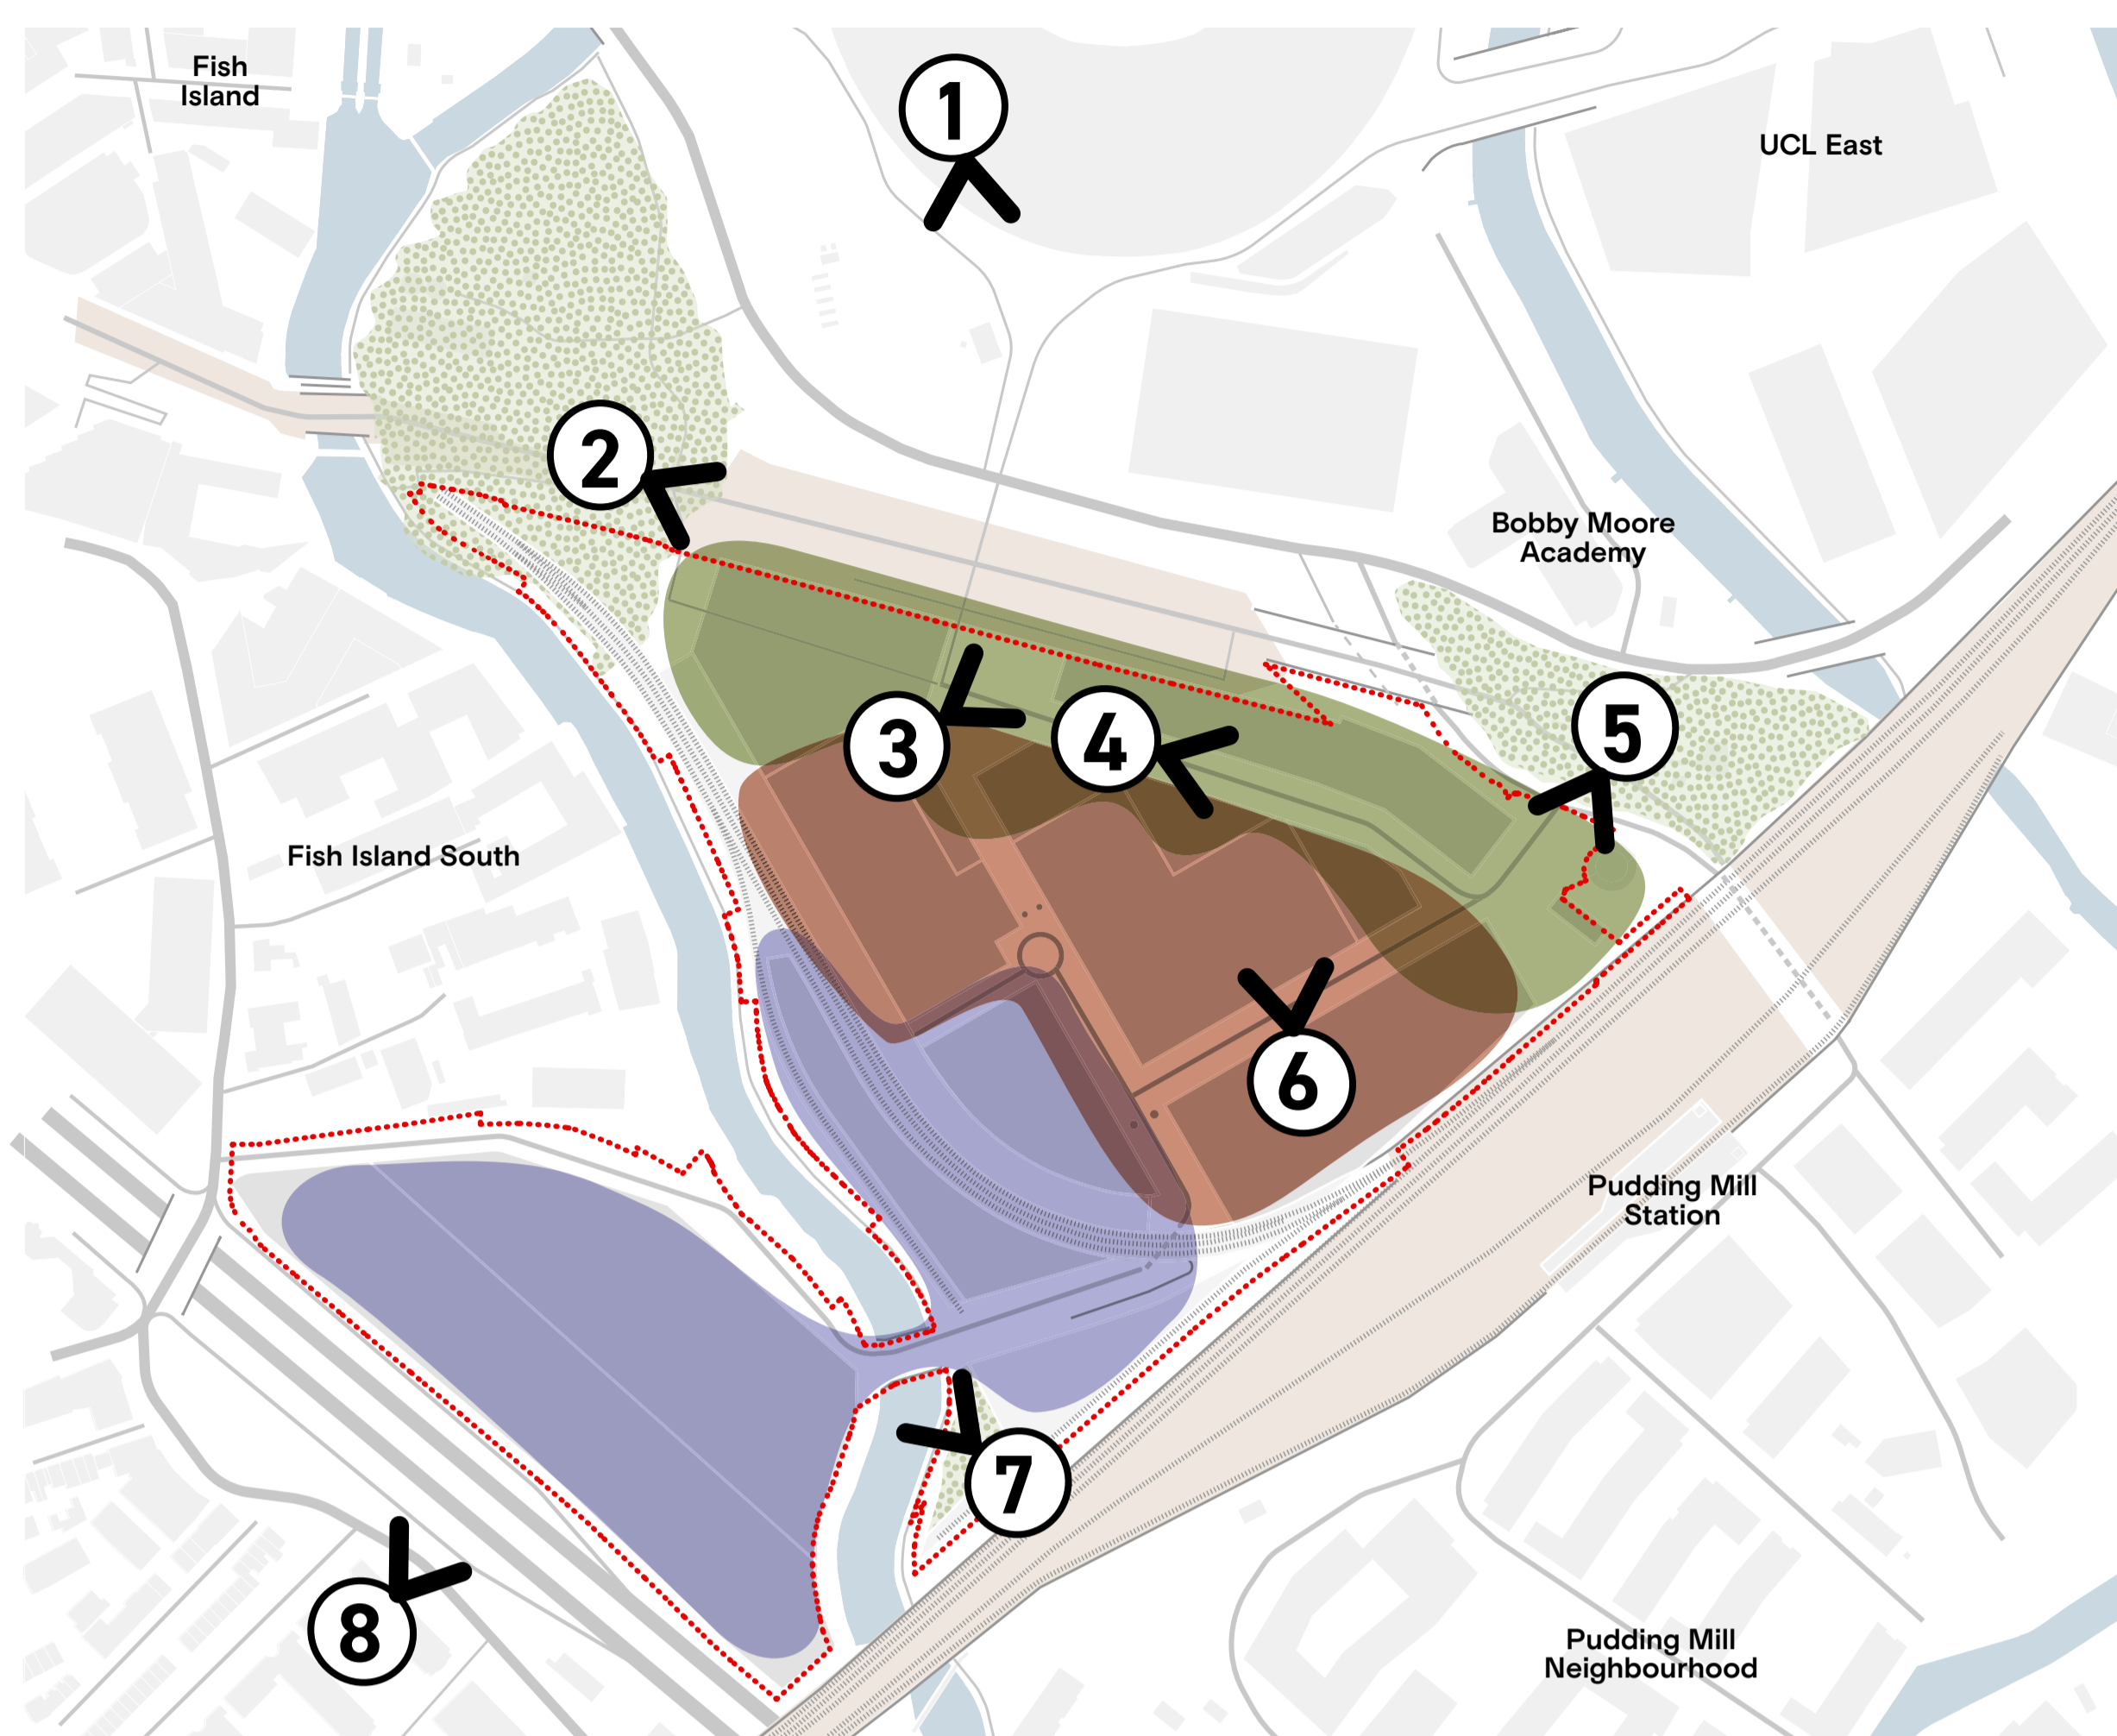 Fish
Island
1
UCL East
2
Bobby Moore
Academy
3
4
5
Fish Island South
6
Pudding Mill
Station
7
8
Pudding Mill
Neighbourhood